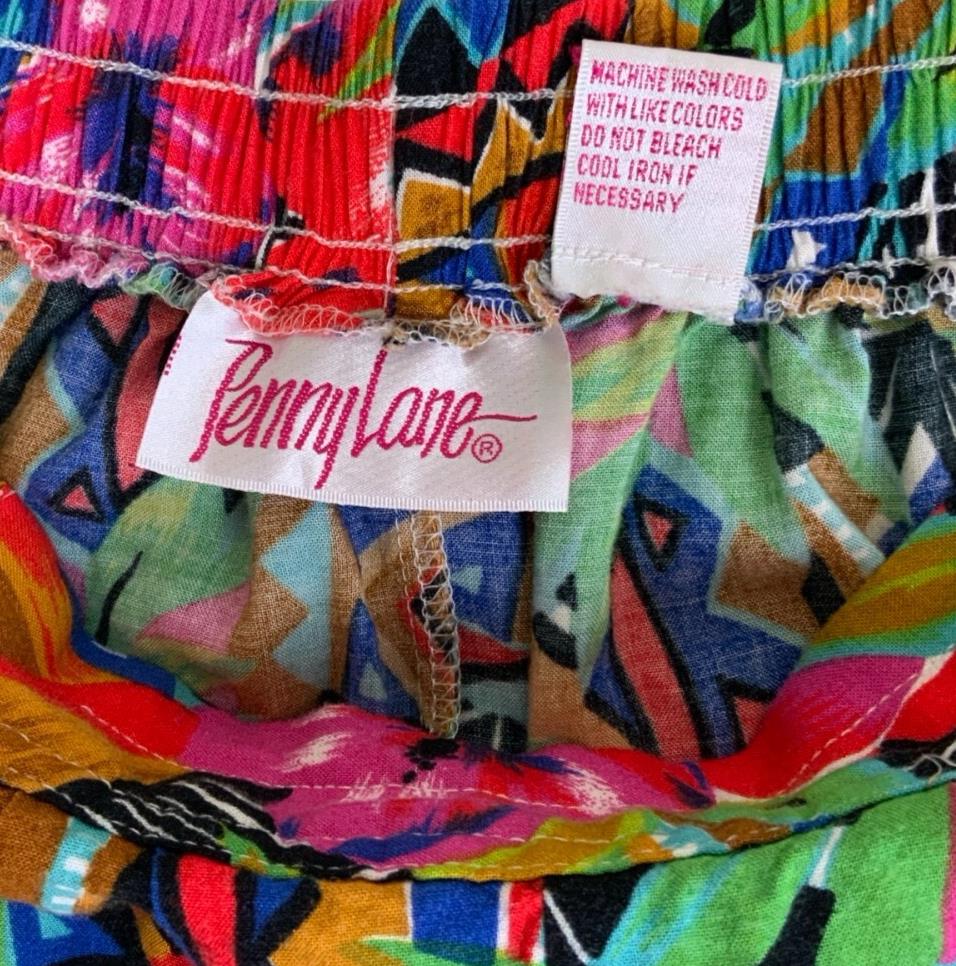 MACHINE WASH COLD
WITH LIKE COLORS
DO NOT BLEACH
COOL IRON IF
NECESSARY
PennyLane®